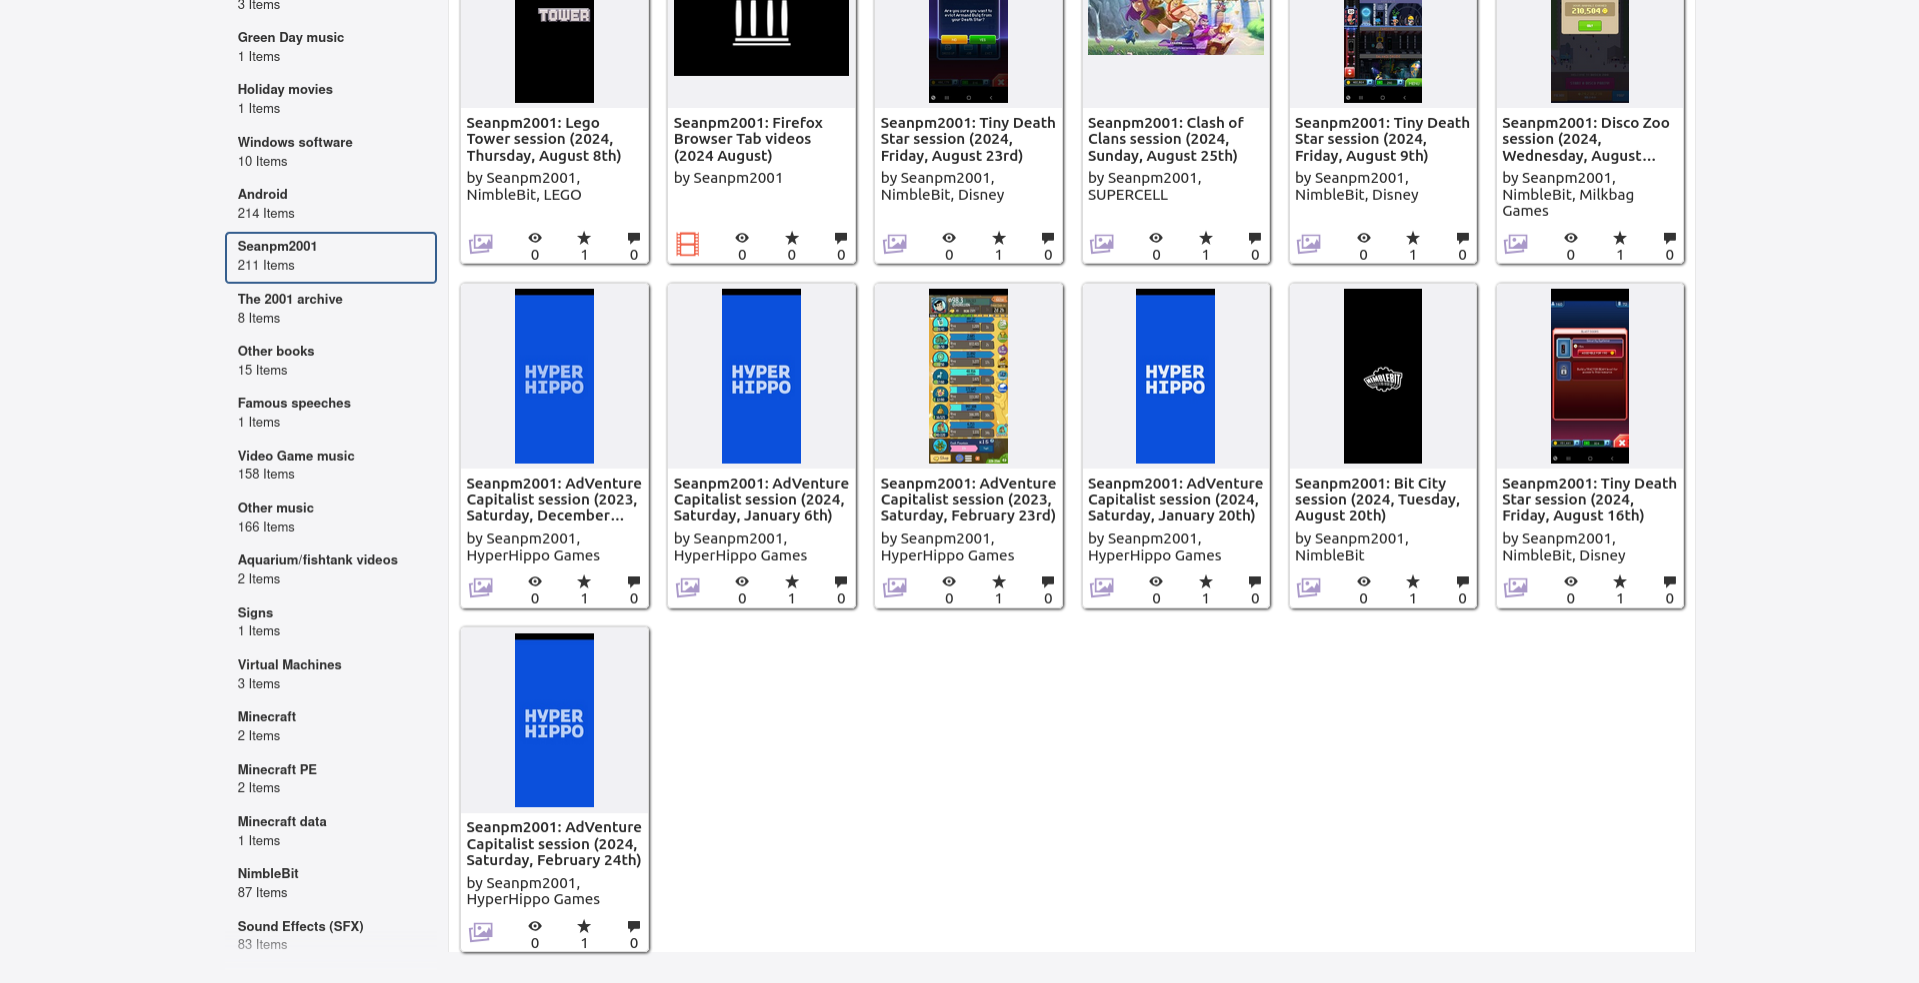 3 Items
Green Day music
1 Items
Holiday movies
1 Items
Windows software
10 Items
Android
214 Items
Seanpm2001
211 Items
The 2001 archive
8 Items
Other books
15 Items
Famous speeches
1 Items
Video Game music
158 Items
Other music
166 Items
Aquarium/fishtank videos
2 Items
Signs
1 Items
Virtual Machines
3 Items
Minecraft
2 Items
Minecraft PE
2 Items
Minecraft data
1 Items
NimbleBit
87 Items
Sound Effects (SFX)
83 Items
TOWER
Seanpm2001: Lego
Tower session (2024,
Thursday, August 8th)
by Seanpm2001,
NimbleBit, LEGO
0 1 0
Seanpm2001: Firefox
Browser Tab videos
(2024 August)
by Seanpm2001
0 0 0
Are you sure you want to
evict Armand Bolz from
your Death Star?
Seanpm2001: Tiny Death
Star session (2024,
Friday, August 23rd)
by Seanpm2001,
NimbleBit, Disney
0 1 0
Seanpm2001: Clash of
Clans session (2024,
Sunday, August 25th)
by Seanpm2001,
SUPERCELL
0 1 0
Seanpm2001: Tiny Death
Star session (2024,
Friday, August 9th)
by Seanpm2001,
NimbleBit, Disney
0 1 0
210,504
Seanpm2001: Disco Zoo
session (2024,
Wednesday, August...
by Seanpm2001,
NimbleBit, Milkbag
Games
0 1 0
HYPER
HIPPO
Seanpm2001: AdVenture
Capitalist session (2023,
Saturday, December...
by Seanpm2001,
HyperHippo Games
0 1 0
HYPER
HIPPO
Seanpm2001: AdVenture
Capitalist session (2024,
Saturday, January 6th)
by Seanpm2001,
HyperHippo Games
0 1 0
Seanpm2001: AdVenture
Capitalist session (2023,
Saturday, February 23rd)
by Seanpm2001,
HyperHippo Games
0 1 0
HYPER
HIPPO
Seanpm2001: AdVenture
Capitalist session (2024,
Saturday, January 20th)
by Seanpm2001,
HyperHippo Games
0 1 0
NIMBLEBIT
Seanpm2001: Bit City
session (2024, Tuesday,
August 20th)
by Seanpm2001,
NimbleBit
0 1 0
Seanpm2001: Tiny Death
Star session (2024,
Friday, August 16th)
by Seanpm2001,
NimbleBit, Disney
0 1 0
HYPER
HIPPO
Seanpm2001: AdVenture
Capitalist session (2024,
Saturday, February 24th)
by Seanpm2001,
HyperHippo Games
0 1 0